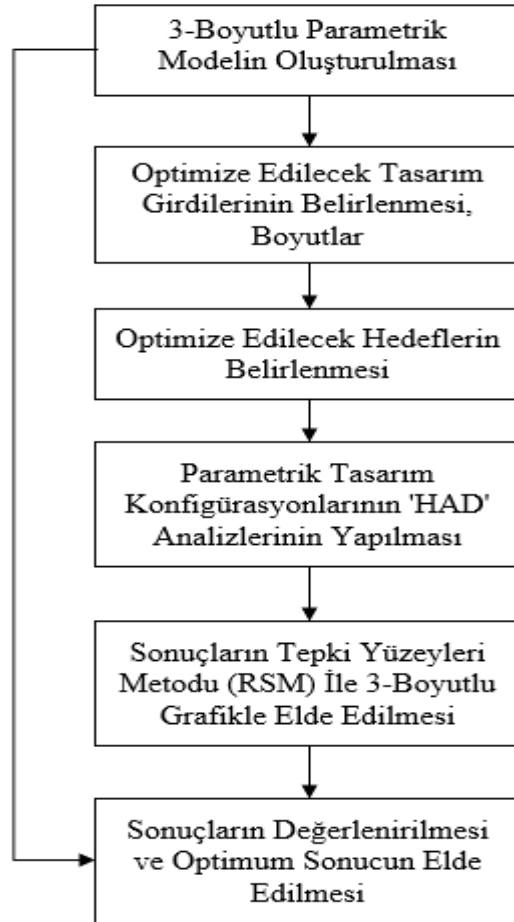 3-Boyutlu Parametrik
Modelin Oluşturulması
Optimize Edilecek Tasarım
Girdilerinin Belirlenmesi,
Boyutlar
Optimize Edilecek Hedeflerin
Belirlenmesi
Parametrik Tasarım
Konfigürasyonlarının 'HAD'
Analizlerinin Yapılması
Sonuçların Tepki Yüzeyleri
Metodu (RSM) İle 3-Boyutlu
Grafikle Elde Edilmesi
Sonuçların Değerlenirilmesi
ve Optimum Sonucun Elde
Edilmesi